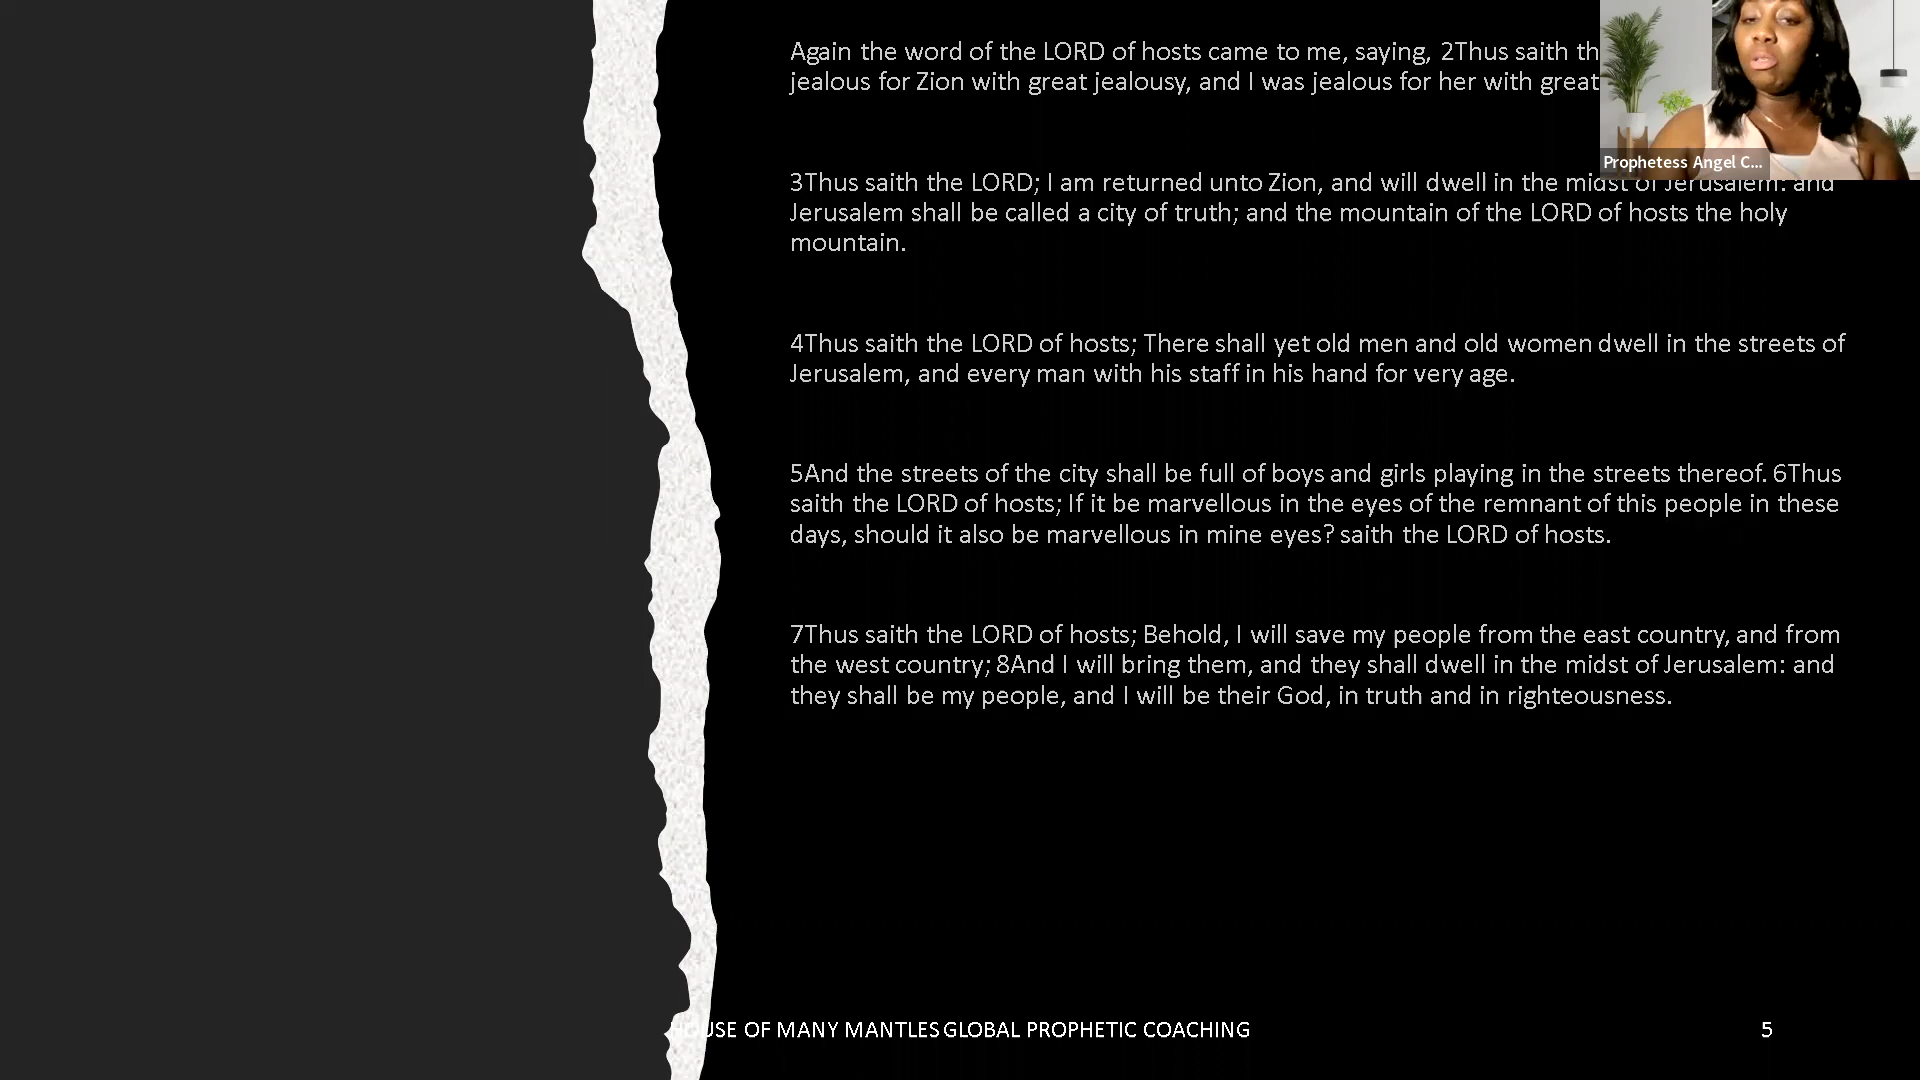 Again the word of the LORD of hosts came to me, saying, 2Thus saith th
jealous for Zion with great jealousy, and I was jealous for her with great
Prophetess Angel C...
3Thus saith the LORD; I am returned unto Zion, and will dwell in the midst of Jerusalem: and
Jerusalem shall be called a city of truth; and the mountain of the LORD of hosts the holy
mountain.
4Thus saith the LORD of hosts; There shall yet old men and old women dwell in the streets of
Jerusalem, and every man with his staff in his hand for very age.
5And the streets of the city shall be full of boys and girls playing in the streets thereof. 6Thus
saith the LORD of hosts; If it be marvellous in the eyes of the remnant of this people in these
days, should it also be marvellous in mine eyes? saith the LORD of hosts.
7Thus saith the LORD of hosts; Behold, I will save my people from the east country, and from
the west country; 8And I will bring them, and they shall dwell in the midst of Jerusalem: and
they shall be my people, and I will be their God, in truth and in righteousness.
HOUSE OF MANY MANTLES GLOBAL PROPHETIC COACHING
5